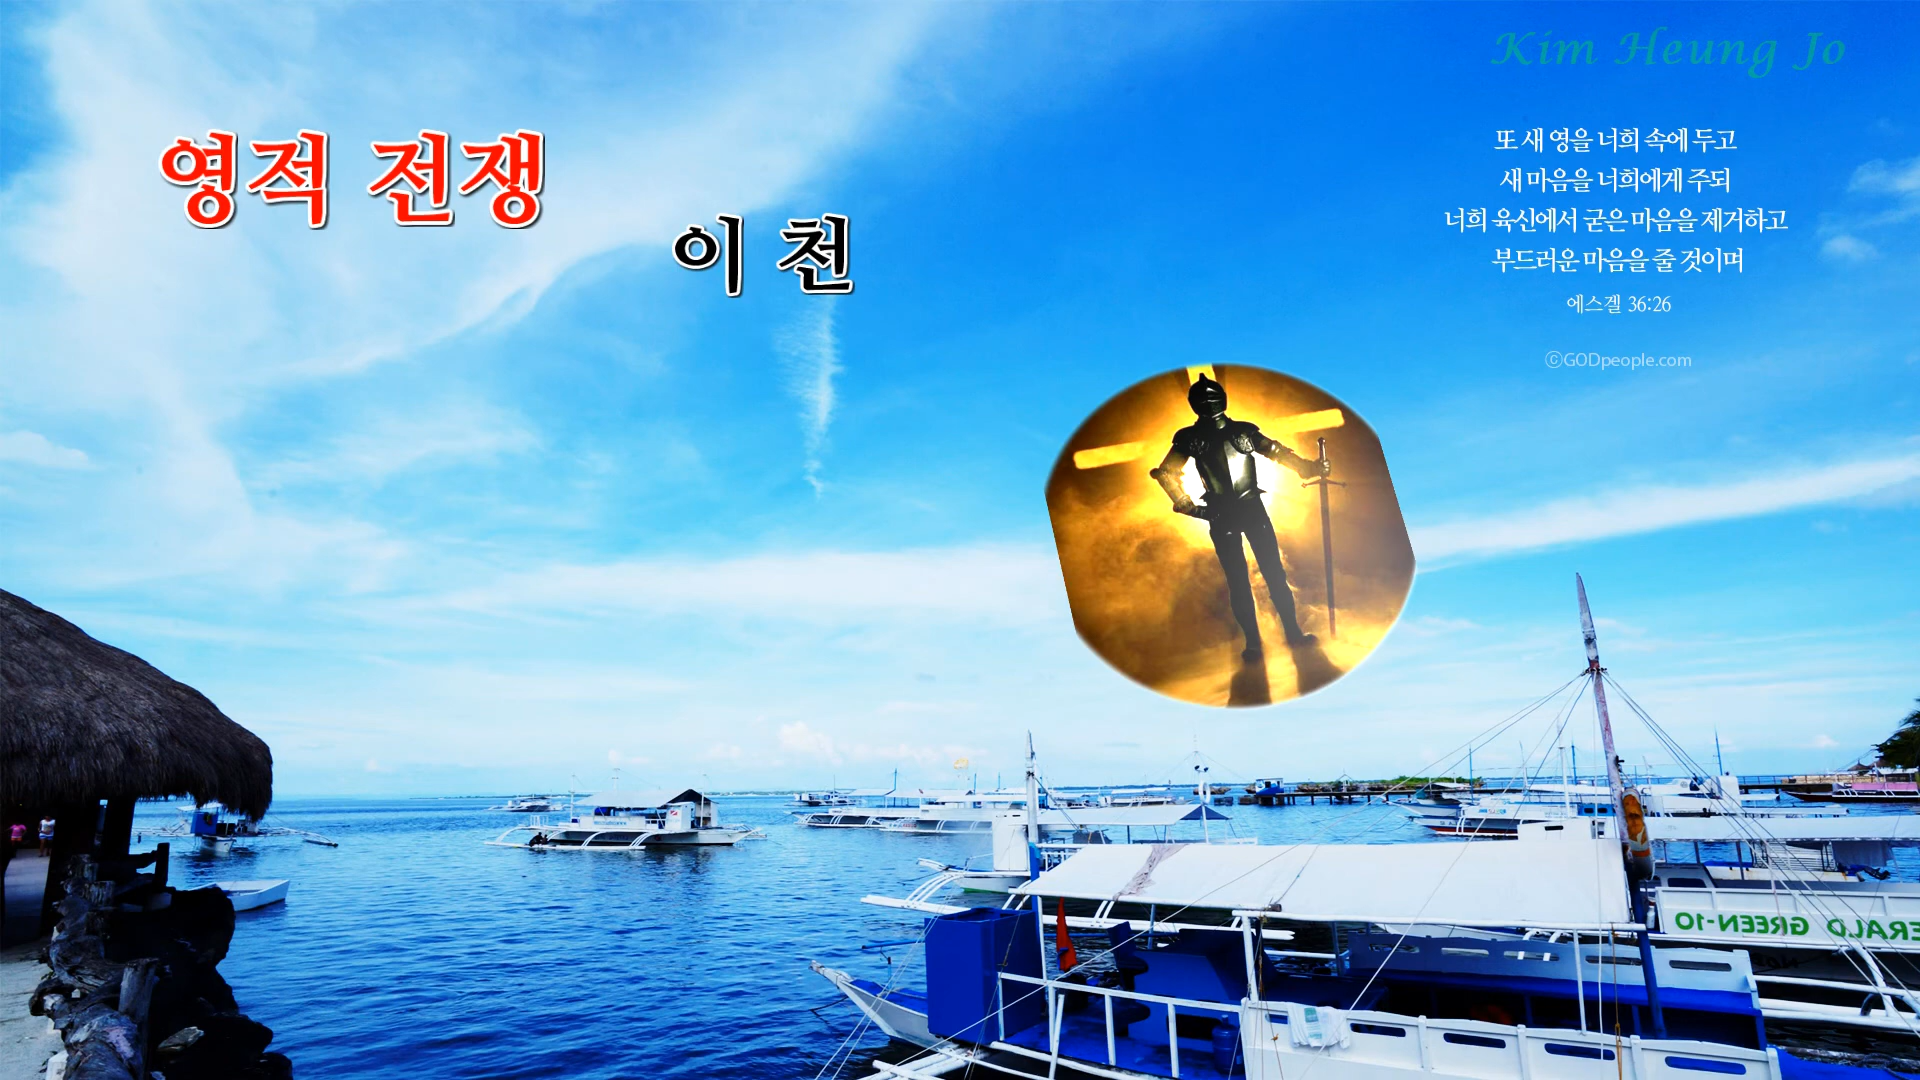 Kim Heung Jo
영적 전쟁
이 천
또 새 영을 너희 속에 두고
새 마음을 너희에게 주되
너희 육신에서 굳은 마음을 제거하고
부드러운 마음을 줄 것이며
에스겔 36:26
ⓒGODpeople.com
ERALD GREEN-10